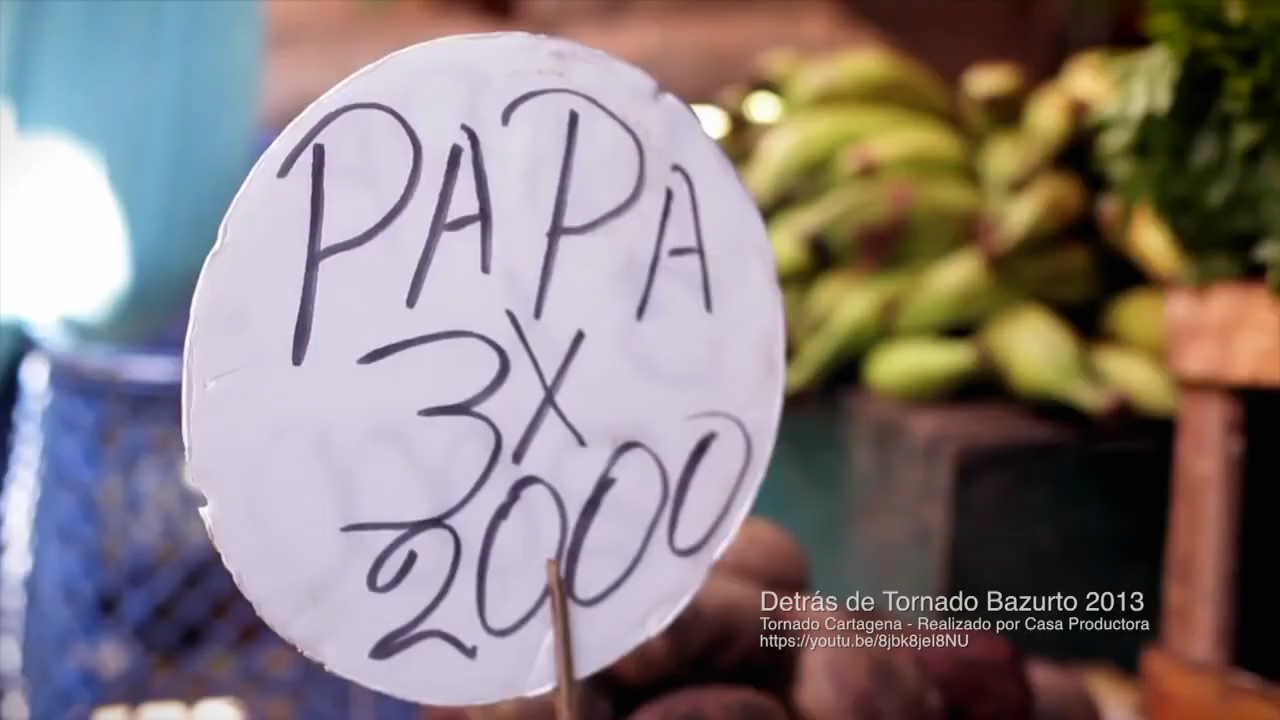 PAPA
3X
2000
Detrás de Tornado Bazurto 2013
Tornado Cartagena - Realizado por Casa Productora
https://youtu.be/8jbk8jeI8NU